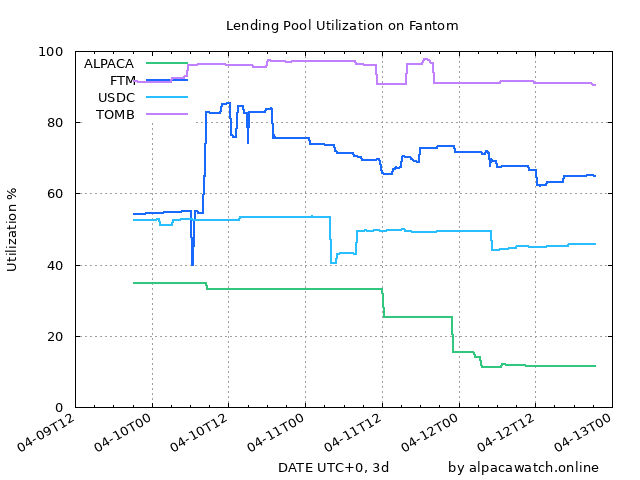 Lending Pool Utilization on Fantom
100
80
60
40
20
0
Utilization %
ALPACA
FTM
USDC
TOMB
04-09T12
04-10T00
04-10T12
04-11T00
04-11T12
04-12T00
04-12T12
04-13T00
DATE UTC+0, 3d
by alpacawatch.online